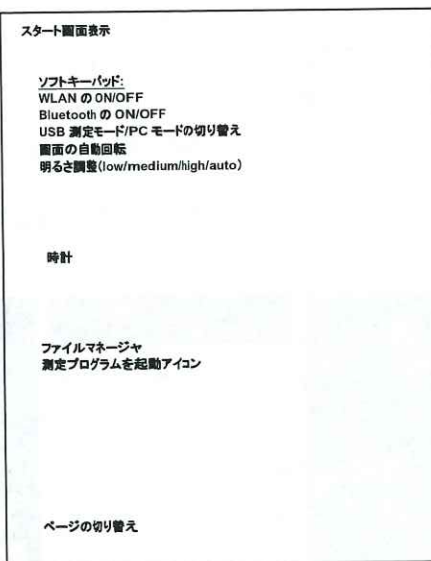 スタート画面表示
ソフトキーパッド:
WLAN の ON/OFF
Bluetooth の ON/OFF
USB 測定モード/PC モードの切り替え
画面の自動回転
明るさ調整(low/medium/high/auto)
時計
ファイルマネージャ
測定プログラムを起動アイコン
ページの切り替え